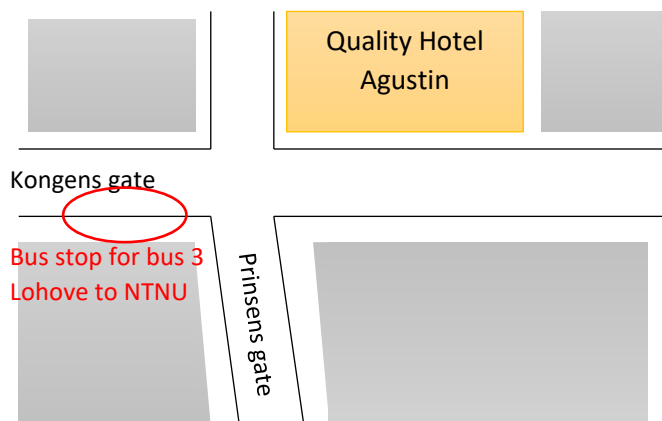 Quality Hotel
Agustin
Kongens gate
Bus stop for bus 3
Lohove to NTNU
Prinsens gate